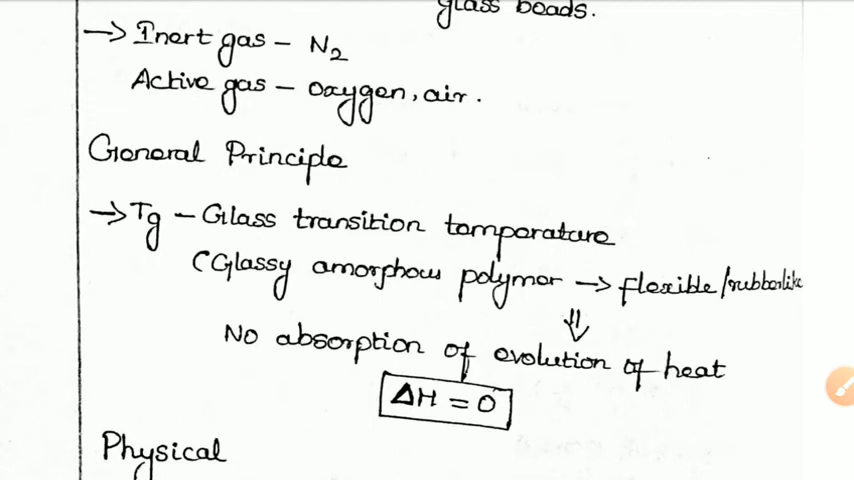 glass beads.
→ Inert gas - N2
Active gas - oxygen, air.
General Principle
→ Tg - Glass transition temperature
(Glassy amorphous polymer → flexible/rubberlike
⇓
No absorption of evolution of heat
ΔH = 0
Physical